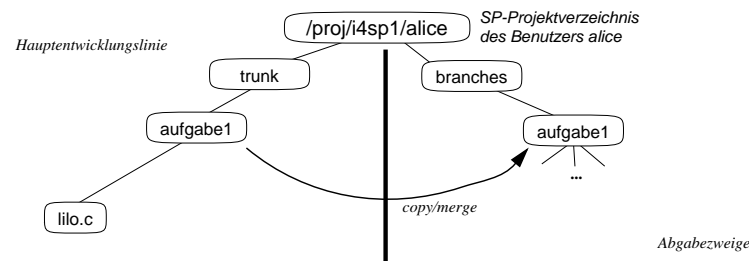 /proj/i4sp1/alice
SP-Projektverzeichnis
des Benutzers alice
Hauptentwicklungslinie
trunk
branches
aufgabe1
aufgabe1
...
lilo.c
copy/merge
Abgabezweige